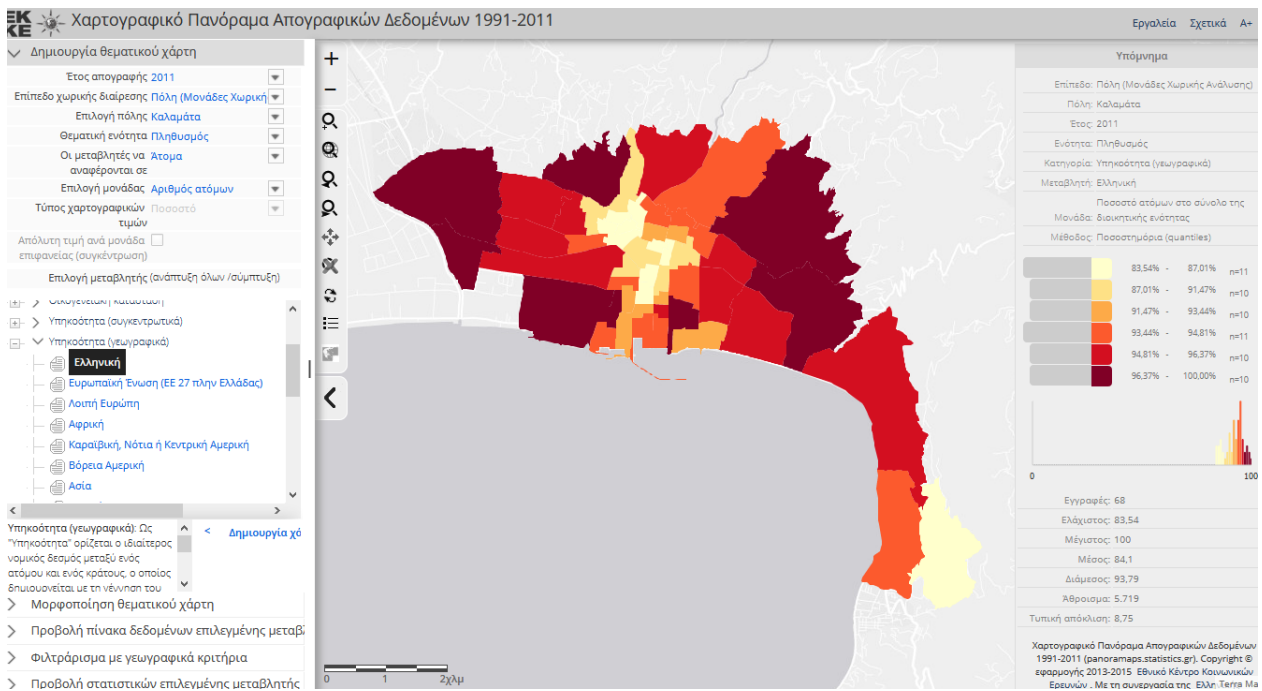 ΕΚ
ΚΕ
Χαρτογραφικό Πανόραμα Απογραφικών Δεδομένων 1991-2011
Εργαλεία Σχετικά A+
Δημιουργία θεματικού χάρτη
Έτος απογραφής 2011
Επίπεδο χωρικής διαίρεσης Πόλη (Μονάδες Χωρική
Επιλογή πόλης Καλαμάτα
Θεματική ενότητα Πληθυσμός
Οι μεταβλητές να Άτομα
αναφέρονται σε
Επιλογή μονάδας Αριθμός ατόμων
Τύπος χαρτογραφικών Ποσοστό
τιμών
Απόλυτη τιμή ανά μονάδα
επιφανείας (συγκέντρωση)
Επιλογή μεταβλητής (ανάπτυξη όλων /σύμπτυξη)
Οικογενειακή κατάσταση
Υπηκοότητα (συγκεντρωτικά)
Υπηκοότητα (γεωγραφικά)
Ελληνική
Ευρωπαϊκή Ένωση (ΕΕ 27 πλην Ελλάδας)
Λοιπή Ευρώπη
Αφρική
Καραϊβική, Νότια ή Κεντρική Αμερική
Βόρεια Αμερική
Ασία
Υπηκοότητα (γεωγραφικά): Ως
"Υπηκοότητα" ορίζεται ο ιδιαίτερος
νομικός δεσμός μεταξύ ενός
ατόμου και ενός κράτους, ο οποίος
δημιουργείται με τη γέννηση του
< Δημιουργία χά
Μορφοποίηση θεματικού χάρτη
Προβολή πίνακα δεδομένων επιλεγμένης μεταβλ
Φιλτράρισμα με γεωγραφικά κριτήρια
Προβολή στατιστικών επιλεγμένης μεταβλητής
0 1 2χλμ
Υπόμνημα
Επίπεδο: Πόλη (Μονάδες Χωρικής Ανάλυσης)
Πόλη: Καλαμάτα
Έτος: 2011
Ενότητα: Πληθυσμός
Κατηγορία: Υπηκοότητα (γεωγραφικά)
Μεταβλητή: Ελληνική
Ποσοστό ατόμων στο σύνολο της
Μονάδα: διοικητικής ενότητας
Μέθοδος: Ποσοστημόρια (quantiles)
83,54% - 87,01% n=11
87,01% - 91,47% n=10
91,47% - 93,44% n=10
93,44% - 94,81% n=11
94,81% - 96,37% n=10
96,37% - 100,00% n=10
0 100
Εγγραφές: 68
Ελάχιστος: 83,54
Μέγιστος: 100
Μέσος: 84,1
Διάμεσος: 93,79
Άθροισμα: 5.719
Τυπική απόκλιση: 8,75
Χαρτογραφικό Πανόραμα Απογραφικών Δεδομένων
1991-2011 (panoramaps.statistics.gr). Copyright ©
εφαρμογής 2013-2015 Εθνικό Κέντρο Κοινωνικών
Ερευνών . Με τη συνεργασία της Ελλη Terra Ma